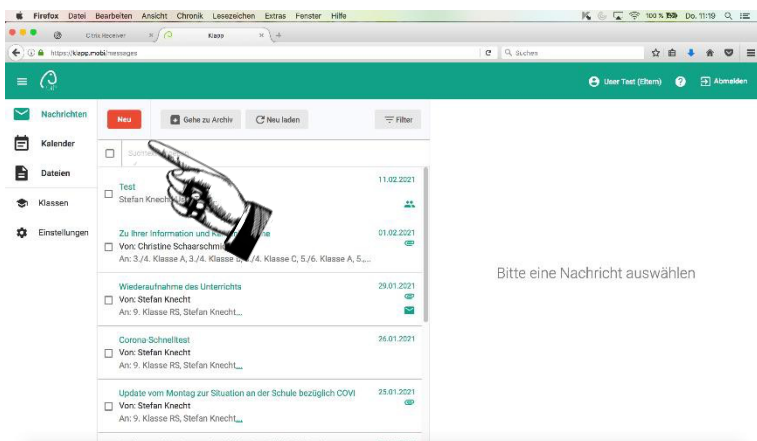 Firefox Datei Bearbeiten Ansicht Chronik Lesezeichen Extras Fenster Hilfe 100 % Do. 11:19
Citrix Receiver Klapp
https://klapp.mobi/messages Suchen
User Test (Eltern) Abmelden
Nachrichten
Kalender
Dateien
Klassen
Einstellungen
Neu Gehe zu Archiv Neu laden Filter
Test 11.02.2021
Stefan Knecht
Zu Ihrer Information und 01.02.2021
Von: Christine
An: 3./4. Klasse A, 3./4. Klasse /4. Klasse C, 5./6. Klasse A, 5....
Wiederaufnahme des Unterrichts 29.01.2021
Von: Stefan Knecht
An: 9. Klasse RS, Stefan Knecht...
Corona-Schnelltest 26.01.2021
Von: Stefan Knecht
An: 9. Klasse RS, Stefan Knecht...
Update vom Montag zur Situation an der Schule bezüglich COVI 25.01.2021
Von: Stefan Knecht
An: 9. Klasse RS, Stefan Knecht...
Bitte eine Nachricht auswählen